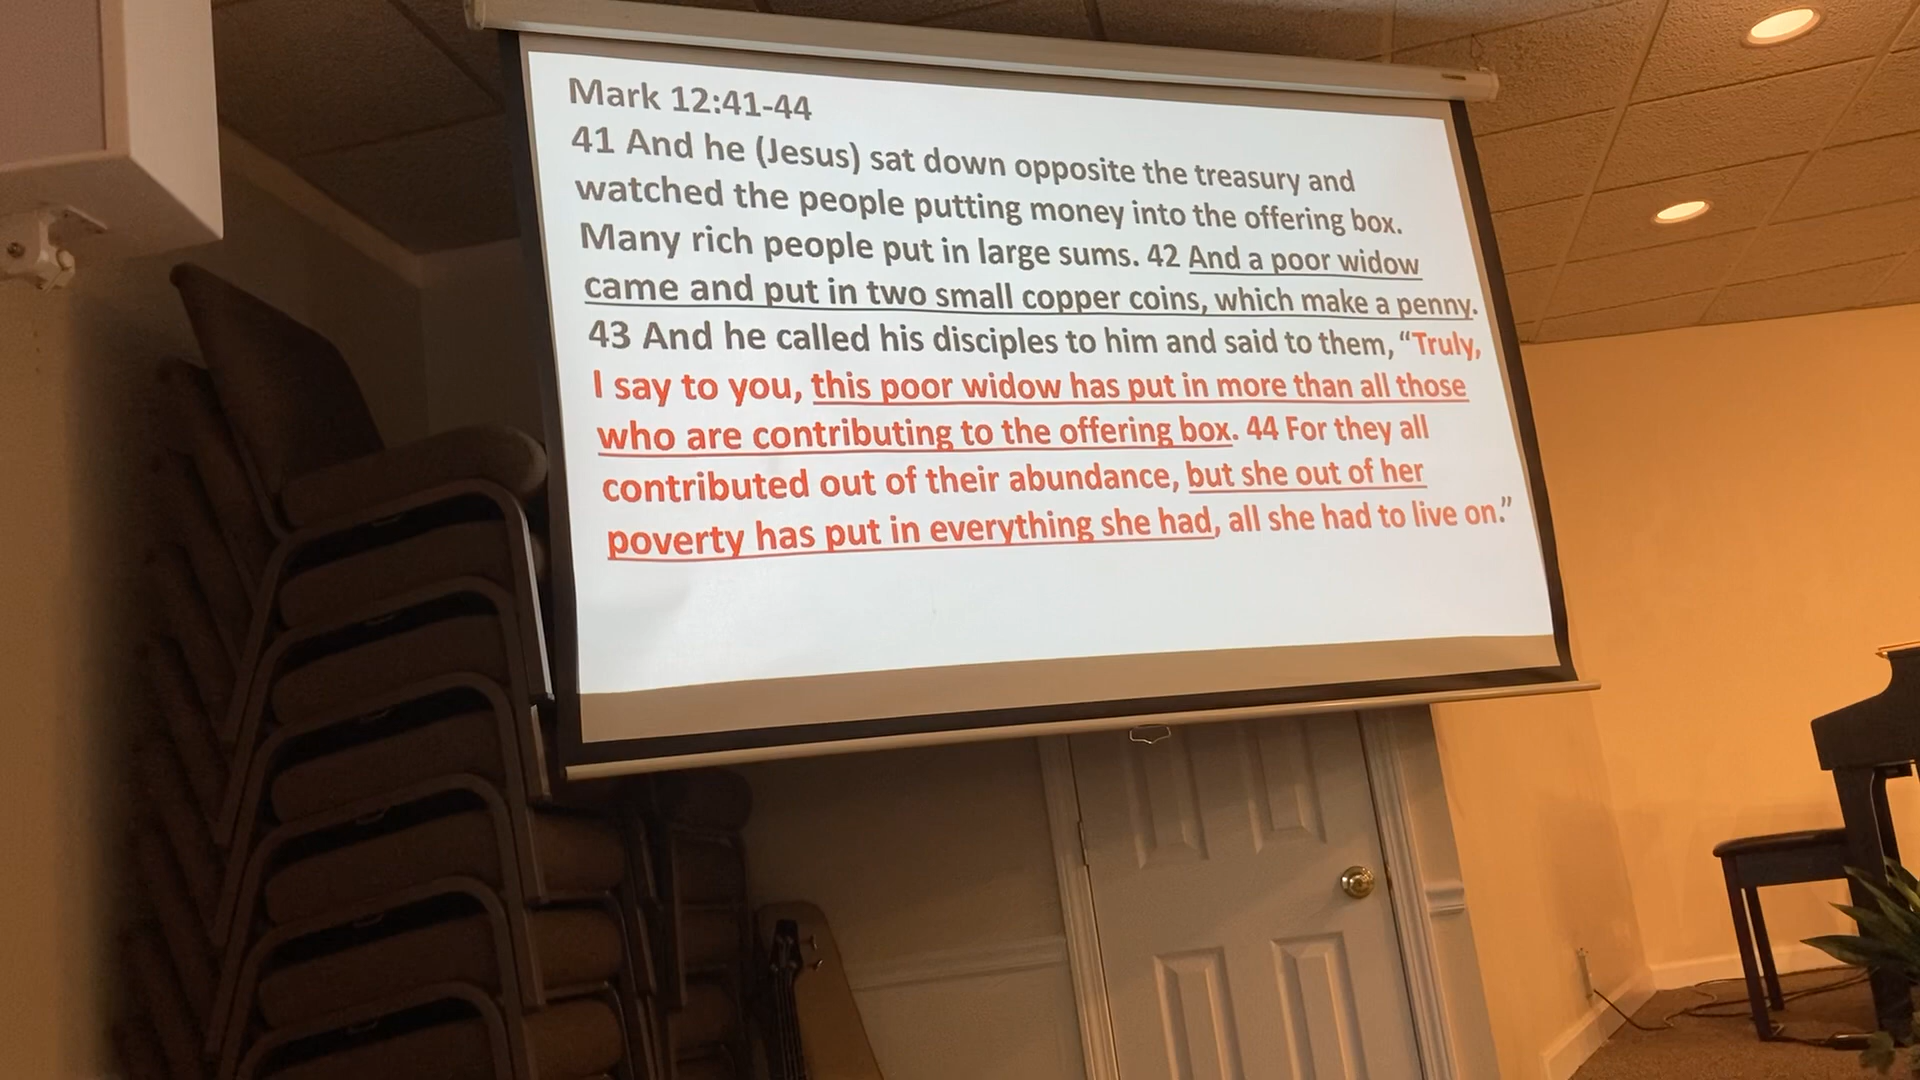 Mark 12:41-44
41 And he (Jesus) sat down opposite the treasury and
watched the people putting money into the offering box.
Many rich people put in large sums. 42 And a poor widow
came and put in two small copper coins, which make a penny.
43 And he called his disciples to him and said to them, “Truly,
I say to you, this poor widow has put in more than all those
who are contributing to the offering box. 44 For they all
contributed out of their abundance, but she out of her
poverty has put in everything she had, all she had to live on.”